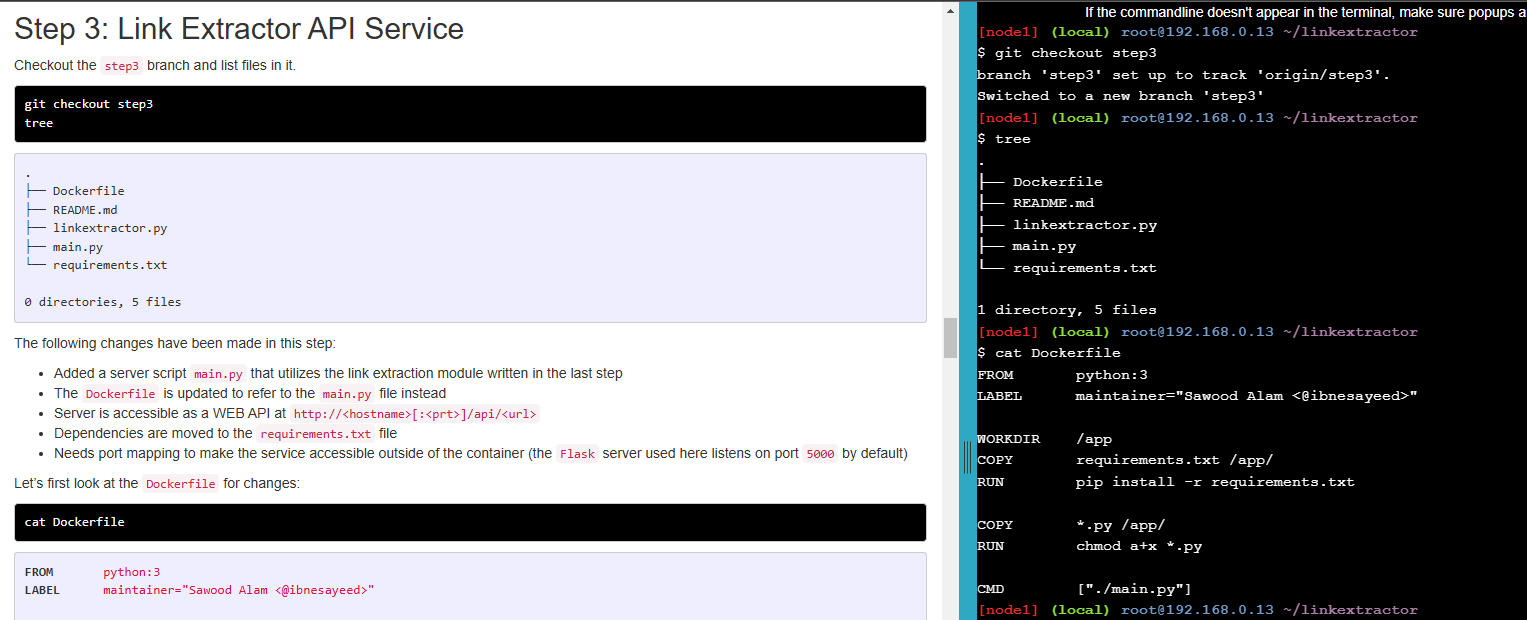 Step 3: Link Extractor API Service
Checkout the step3 branch and list files in it.
git checkout step3
tree
.
├── Dockerfile
├── README.md
├── linkextractor.py
├── main.py
└── requirements.txt
0 directories, 5 files
The following changes have been made in this step:
• Added a server script main.py that utilizes the link extraction module written in the last step
• The Dockerfile is updated to refer to the main.py file instead
• Server is accessible as a WEB API at http://<hostname>[:<prt>]/api/<url>
• Dependencies are moved to the requirements.txt file
• Needs port mapping to make the service accessible outside of the container (the Flask server used here listens on port 5000 by default)
Let's first look at the Dockerfile for changes:
cat Dockerfile
FROM python:3
LABEL maintainer="Sawood Alam <@ibnesayeed>"
If the commandline doesn't appear in the terminal, make sure popups a
[node1] (local) root@192.168.0.13 ~/linkextractor
$ git checkout step3
branch 'step3' set up to track 'origin/step3'.
Switched to a new branch 'step3'
[node1] (local) root@192.168.0.13 ~/linkextractor
$ tree
.
├── Dockerfile
├── README.md
├── linkextractor.py
├── main.py
└── requirements.txt
1 directory, 5 files
[node1] (local) root@192.168.0.13 ~/linkextractor
$ cat Dockerfile
FROM python:3
LABEL maintainer="Sawood Alam <@ibnesayeed>"
WORKDIR /app
COPY requirements.txt /app/
RUN pip install -r requirements.txt
COPY *.py /app/
RUN chmod a+x *.py
CMD ["./main.py"]
[node1] (local) root@192.168.0.13 ~/linkextractor